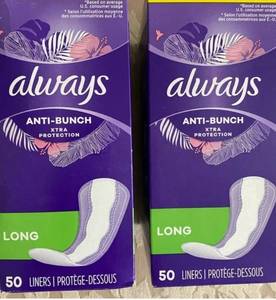 *Based on average
U.S. consumer usage
* Selon l'utilisation moyenne
des consommatrices aux É.-U.
always
ANTI-BUNCH
XTRA
PROTECTION
LONG
50 LINERS | PROTÈGE-DESSOUS
*Based on average
U.S. consumer usage
* Selon l'utilisation moyenne
des consommatrices aux É.-U.
always
ANTI-BUNCH
XTRA
PROTECTION
LONG
50 LINERS | PROTÈGE-DESSOUS